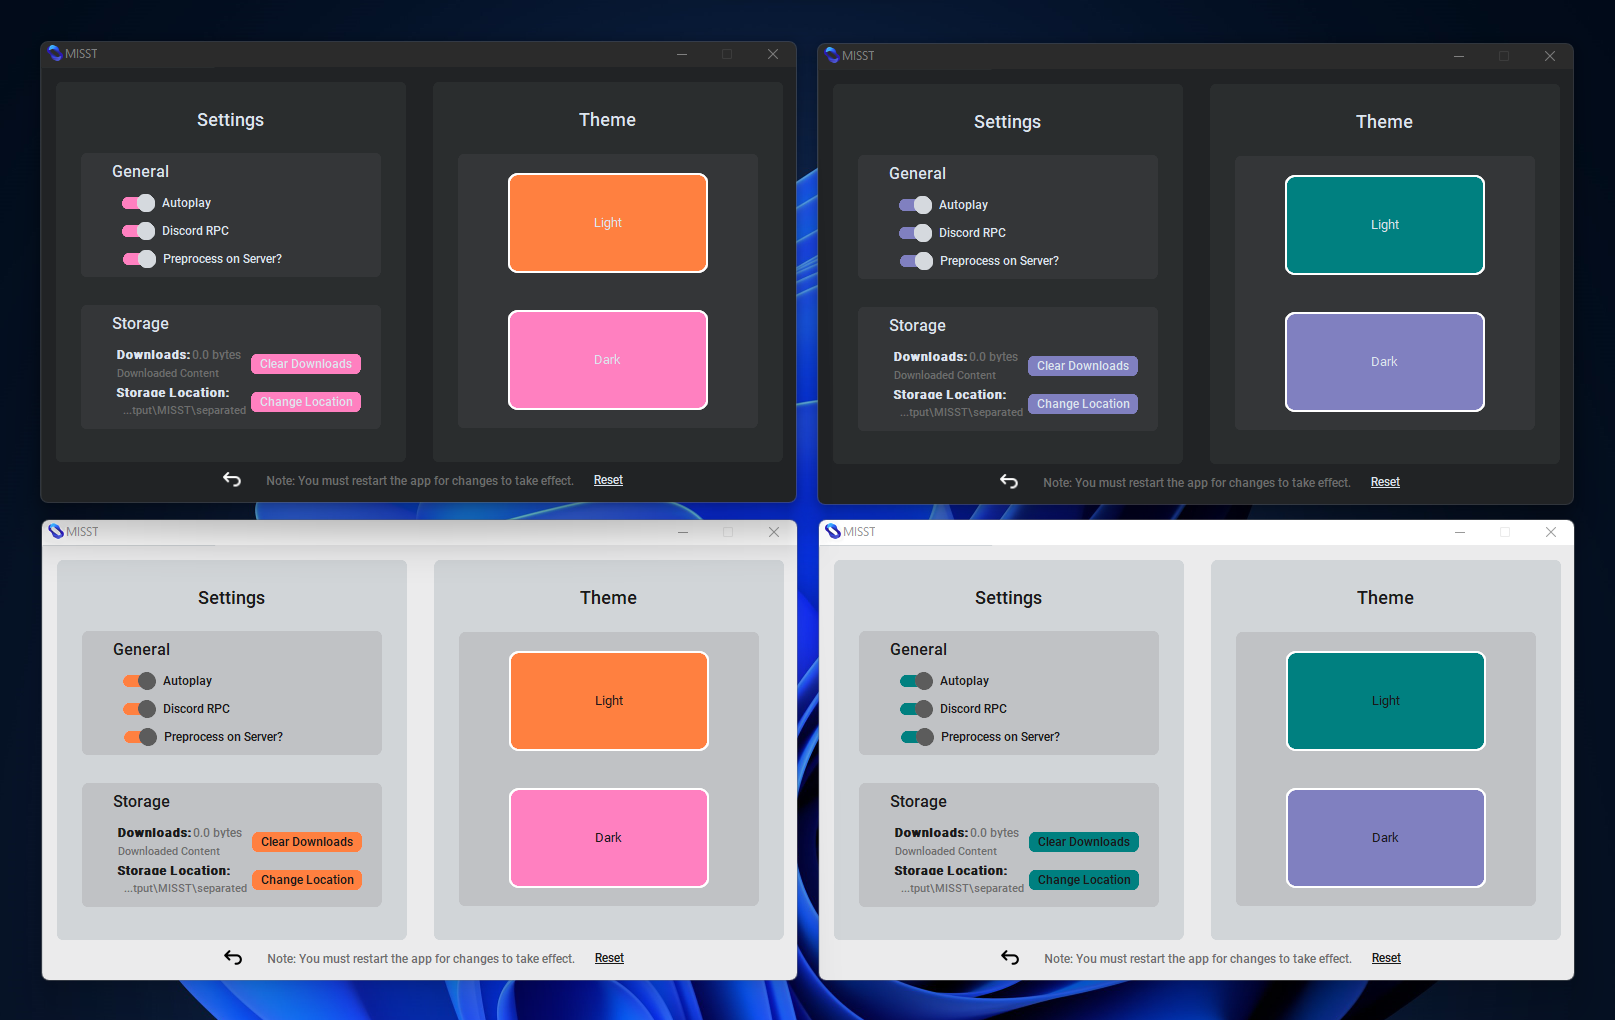 MISST
Settings
General
Autoplay
Discord RPC
Preprocess on Server?
Storage
Downloads: 0.0 bytes
Downloaded Content
Clear Downloads
Storage Location:
...tput\MISST\separated
Change Location
Theme
Light
Dark
Note: You must restart the app for changes to take effect. Reset
MISST
Settings
General
Autoplay
Discord RPC
Preprocess on Server?
Storage
Downloads: 0.0 bytes
Downloaded Content
Clear Downloads
Storage Location:
...tput\MISST\separated
Change Location
Theme
Light
Dark
Note: You must restart the app for changes to take effect. Reset
MISST
Settings
General
Autoplay
Discord RPC
Preprocess on Server?
Storage
Downloads: 0.0 bytes
Downloaded Content
Clear Downloads
Storage Location:
...tput\MISST\separated
Change Location
Theme
Light
Dark
Note: You must restart the app for changes to take effect. Reset
MISST
Settings
General
Autoplay
Discord RPC
Preprocess on Server?
Storage
Downloads: 0.0 bytes
Downloaded Content
Clear Downloads
Storage Location:
...tput\MISST\separated
Change Location
Theme
Light
Dark
Note: You must restart the app for changes to take effect. Reset